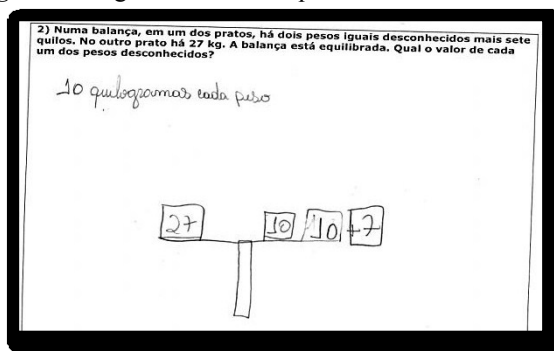 2) Numa balança, em um dos pratos, há dois pesos iguais desconhecidos mais sete
quilos. No outro prato há 27 kg. A balança está equilibrada. Qual o valor de cada
um dos pesos desconhecidos?
10 quilogramas cada peso
27 10 10 +7